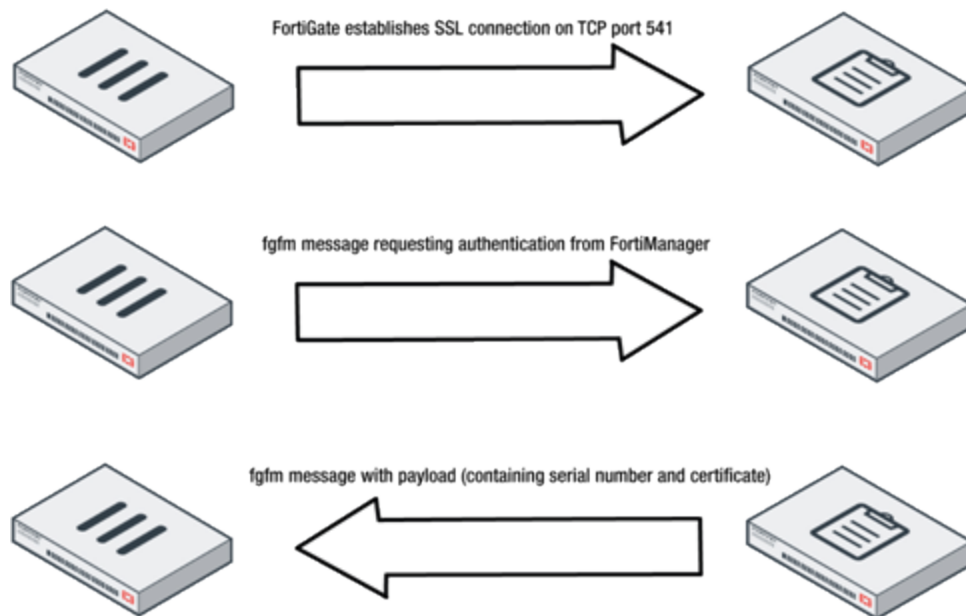 FortiGate establishes SSL connection on TCP port 541
fgfm message requesting authentication from FortiManager
fgfm message with payload (containing serial number and certificate)